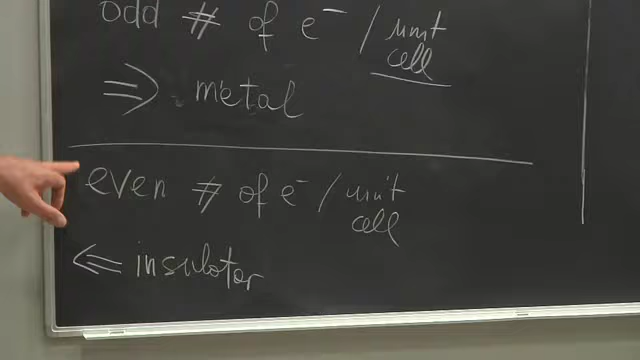 odd # of e⁻ / unit
cell
⇒ metal
even # of e⁻ / unit
cell
⇐ insulator